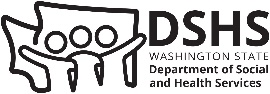 DSHS
WASHINGTON STATE
Department of Social
and Health Services